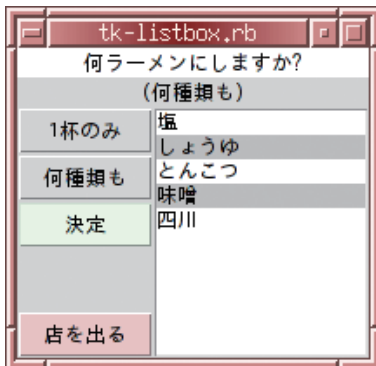 tk-listbox.rb
何ラーメンにしますか?
(何種類も)
1杯のみ
何種類も
決定
店を出る
塩
しょうゆ
とんこつ
味噌
四川